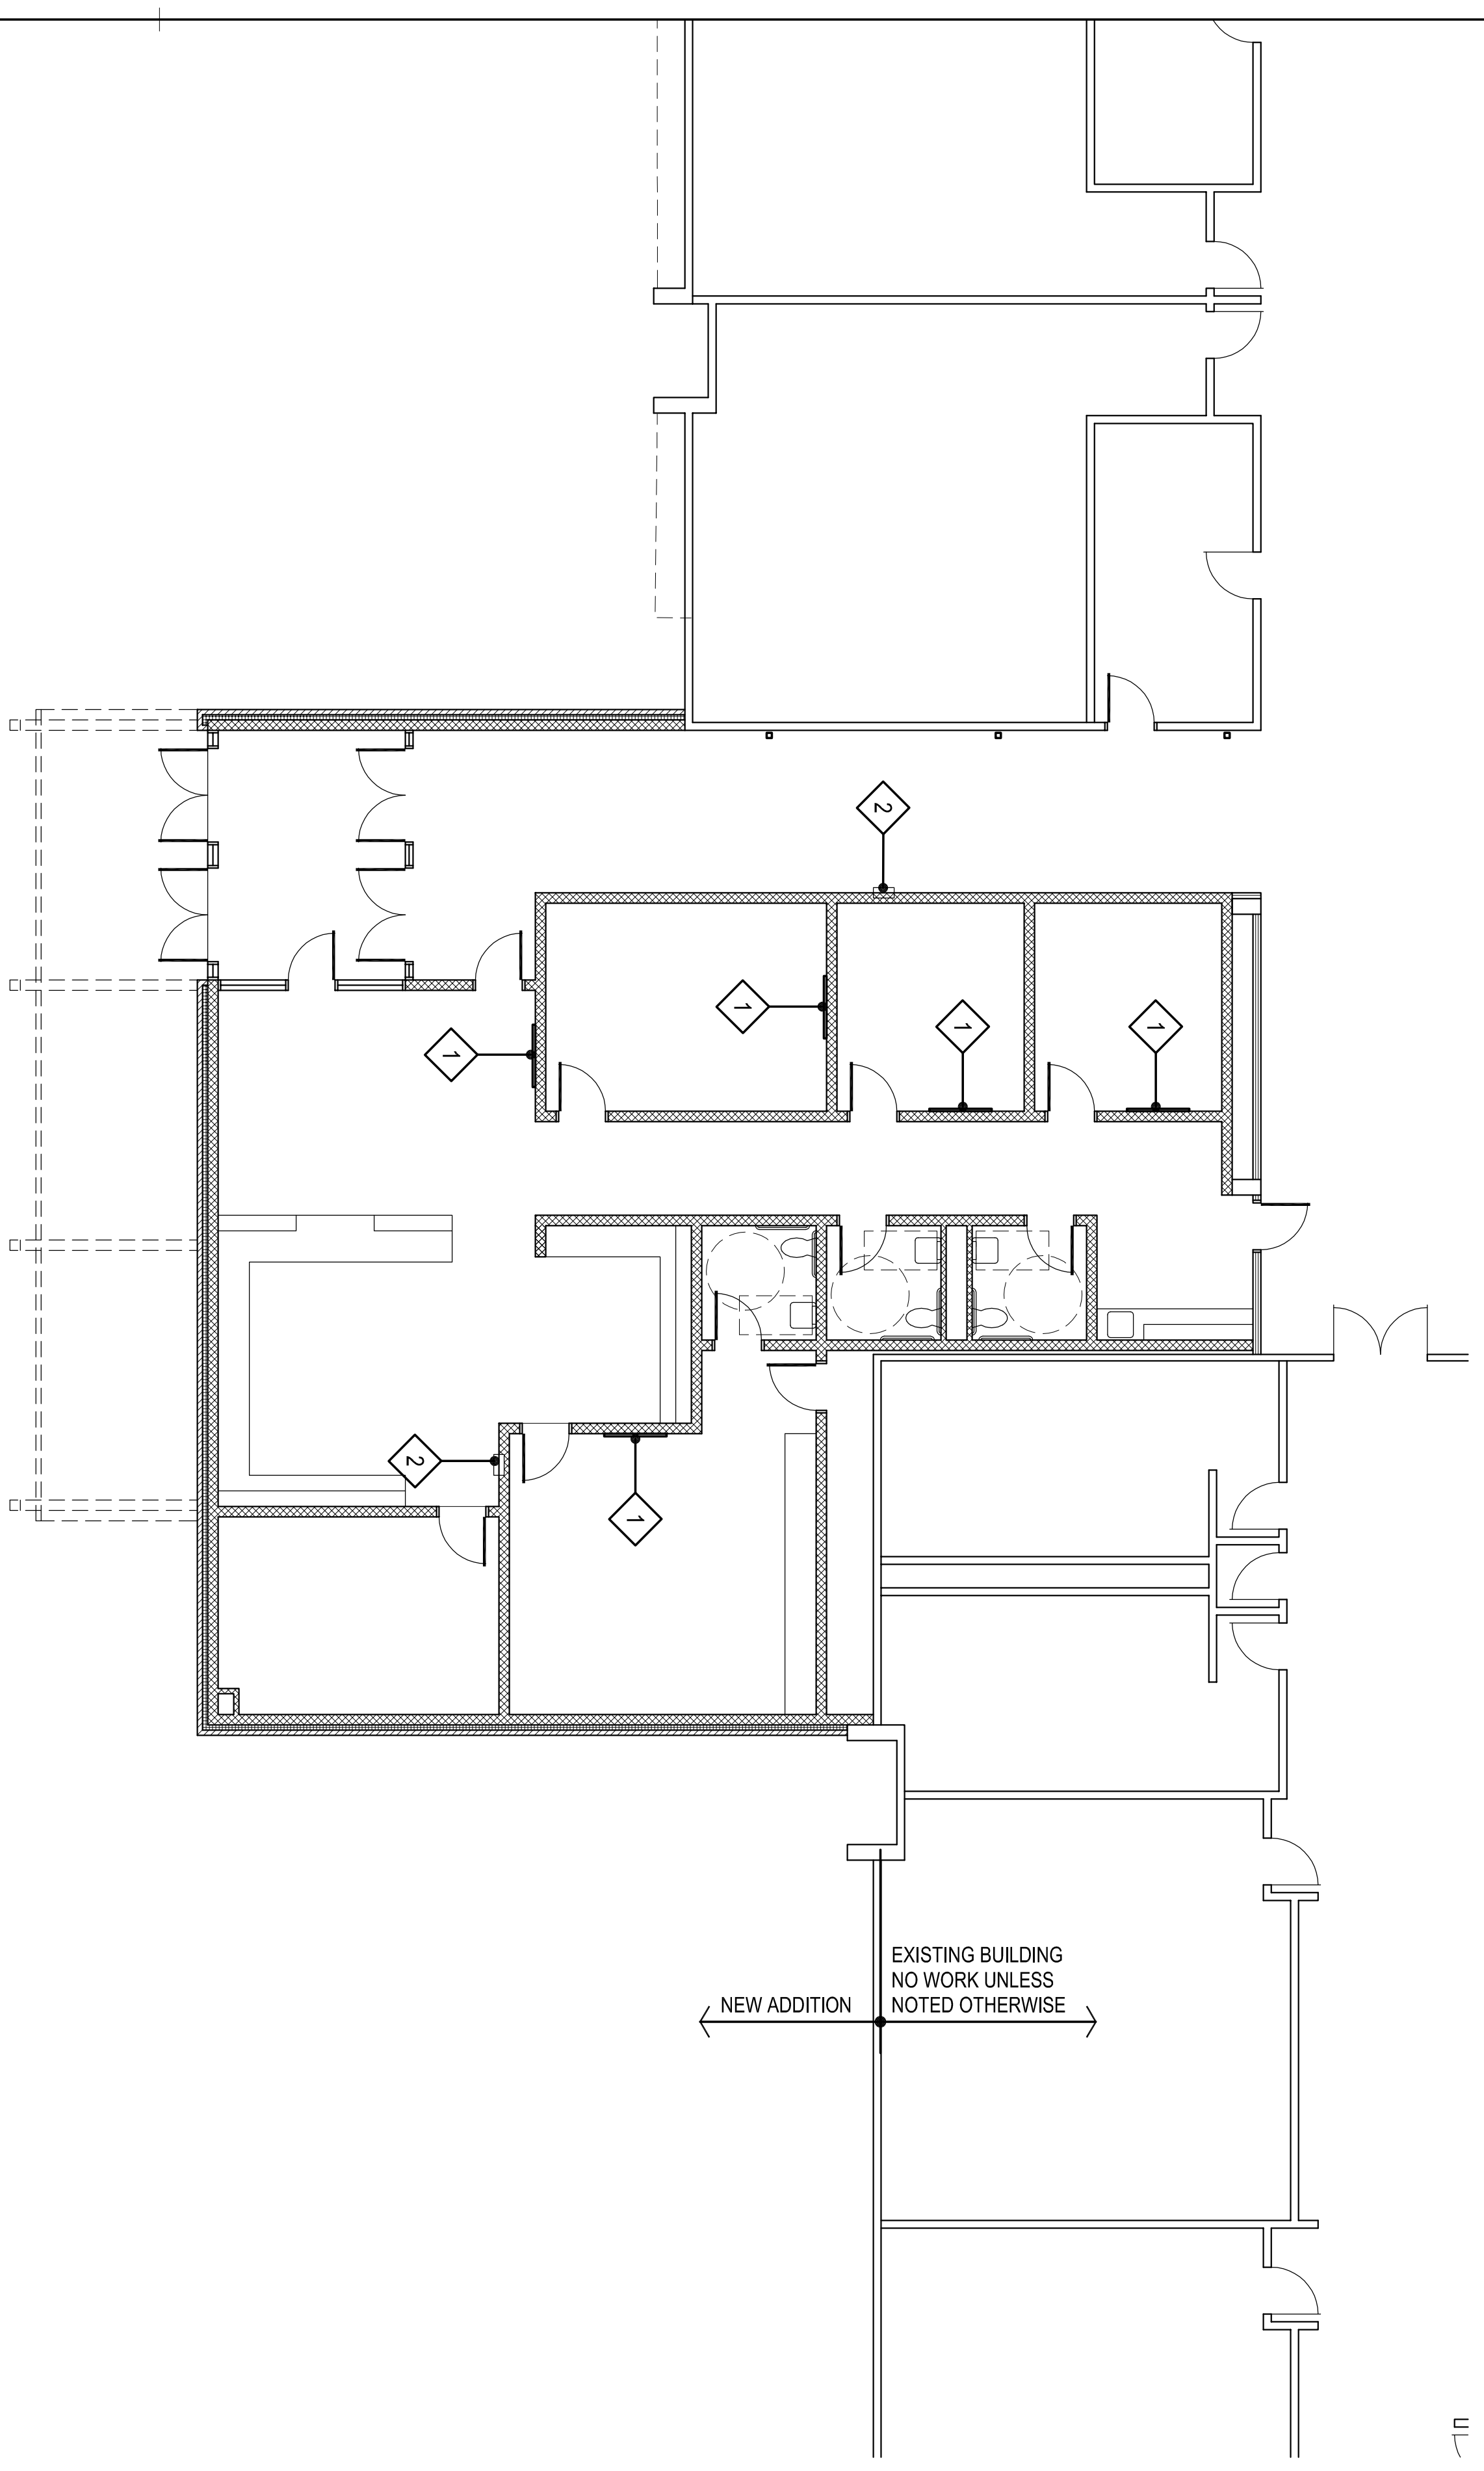 2
1
1
1
1
2
1
EXISTING BUILDING
NO WORK UNLESS
NEW ADDITION
NOTED OTHERWISE